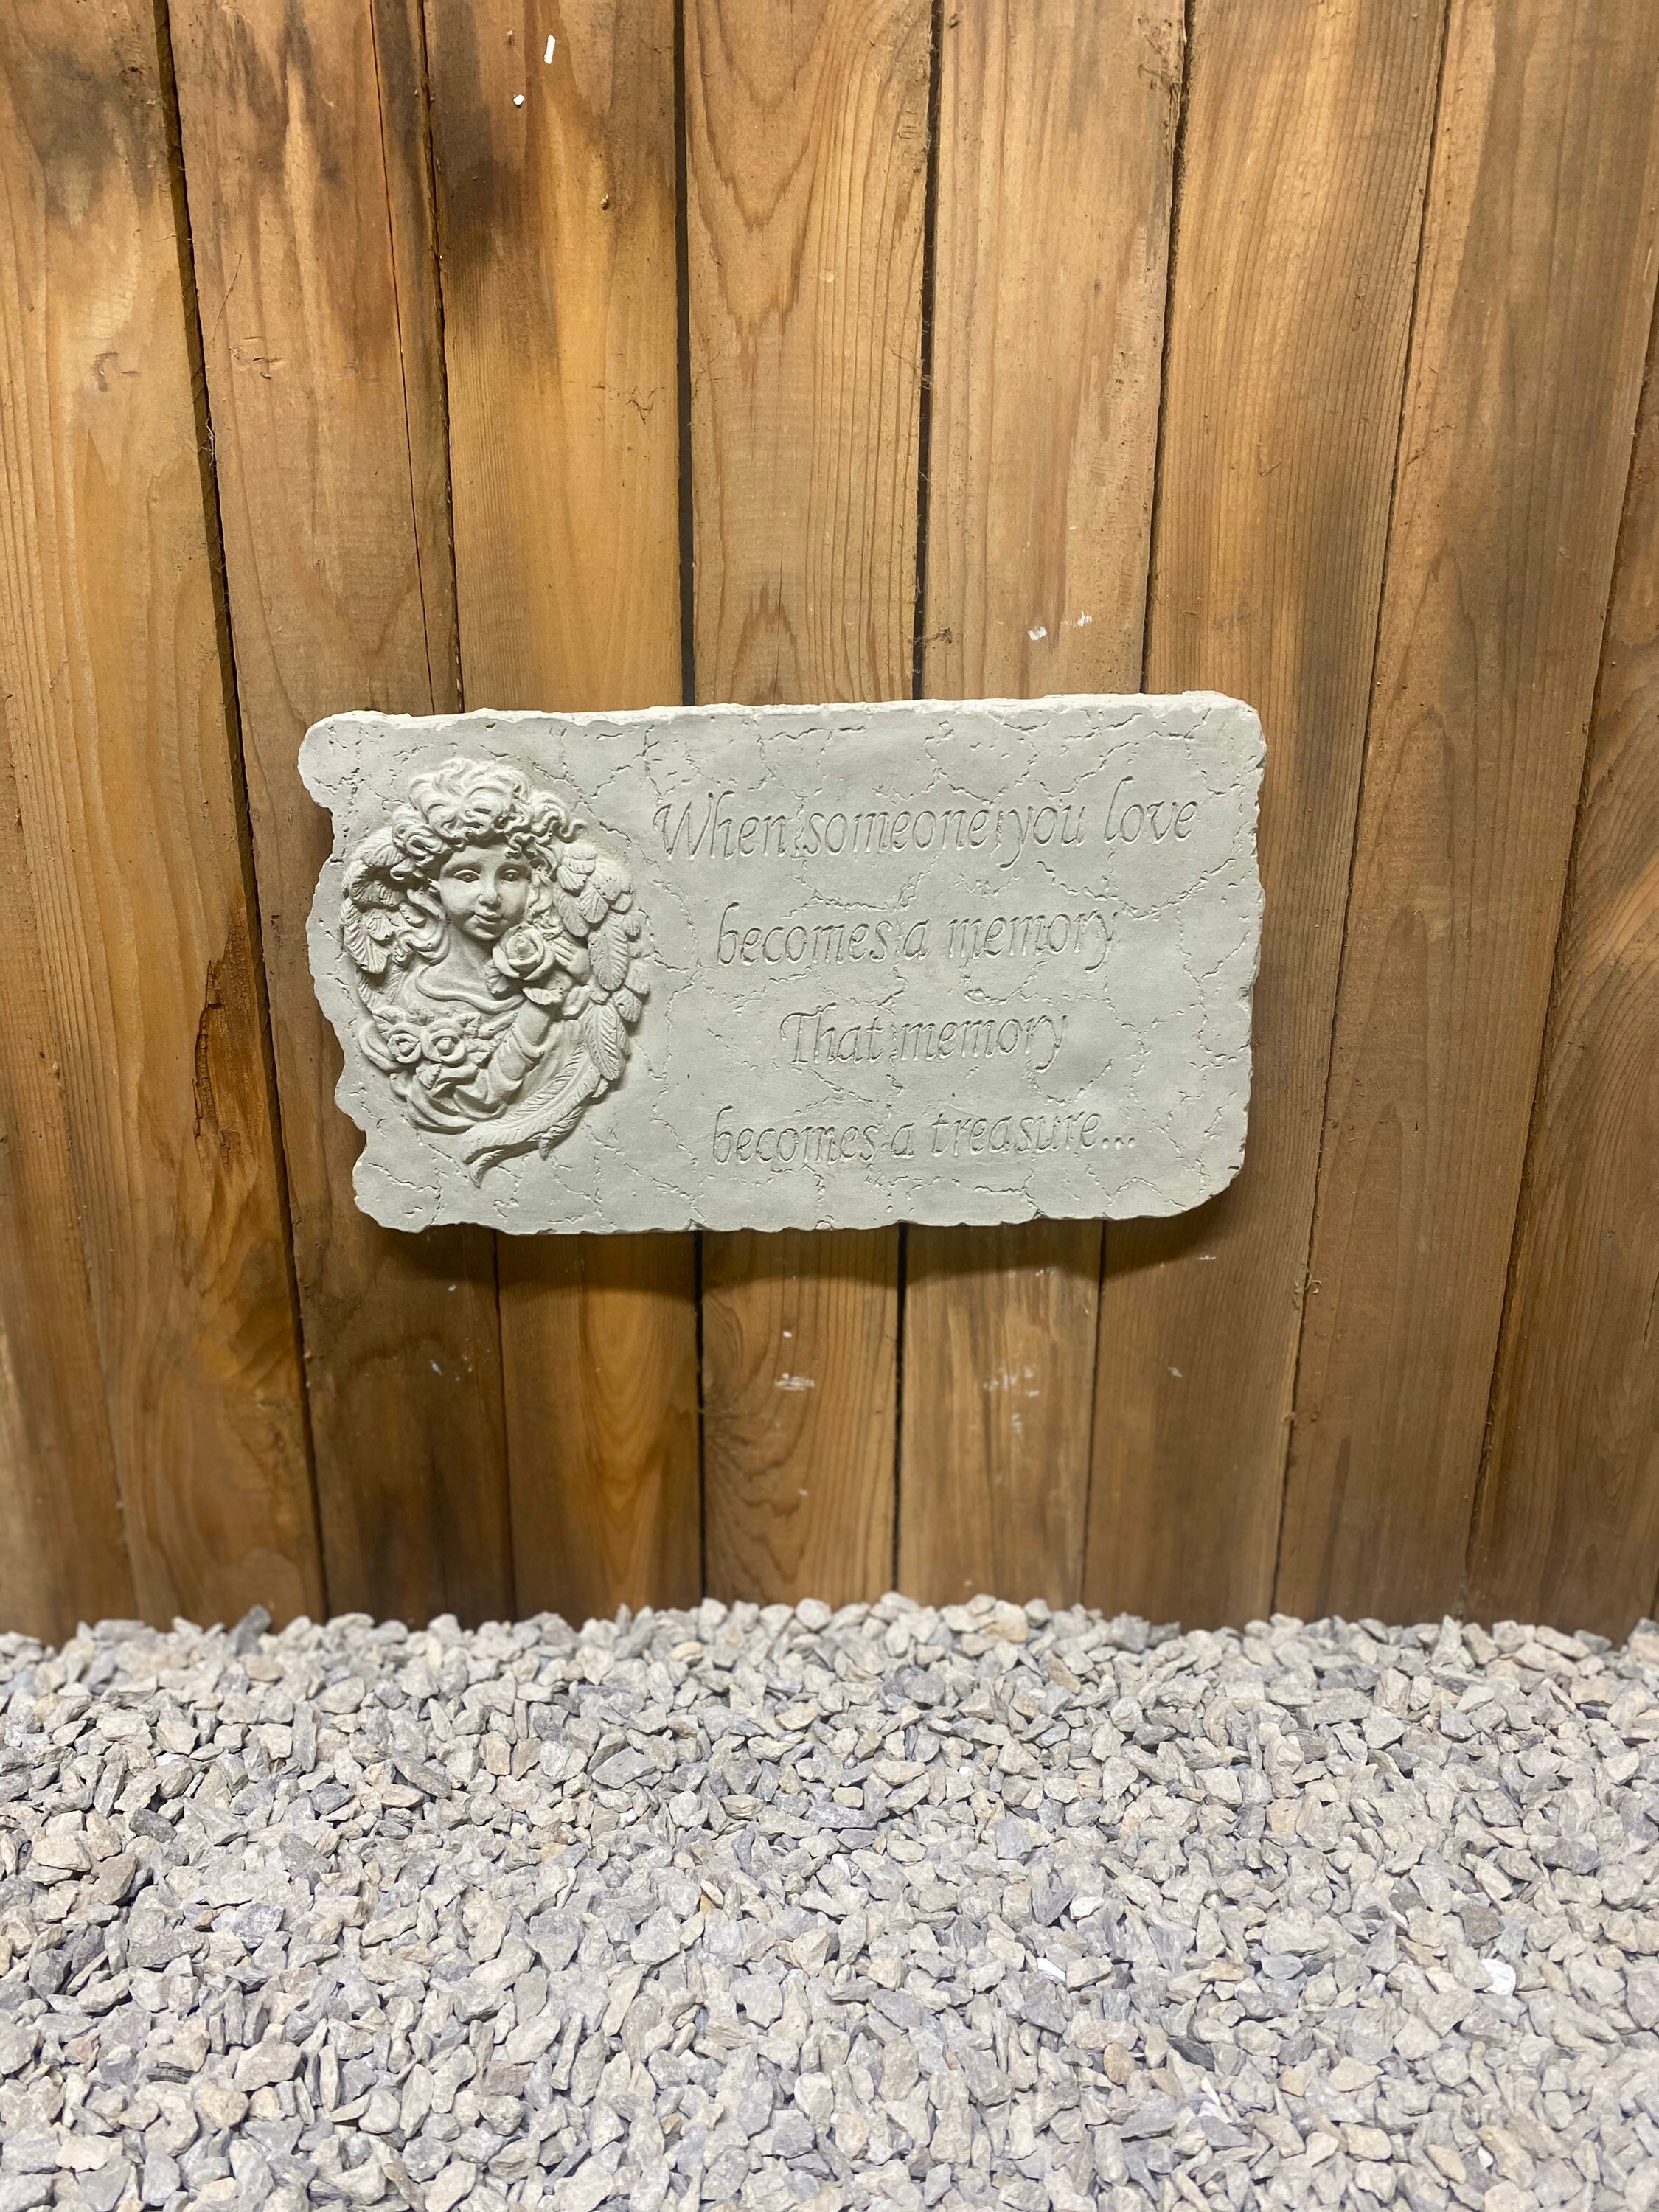 When someone you love
becomes a memory
That memory
becomes a treasure...